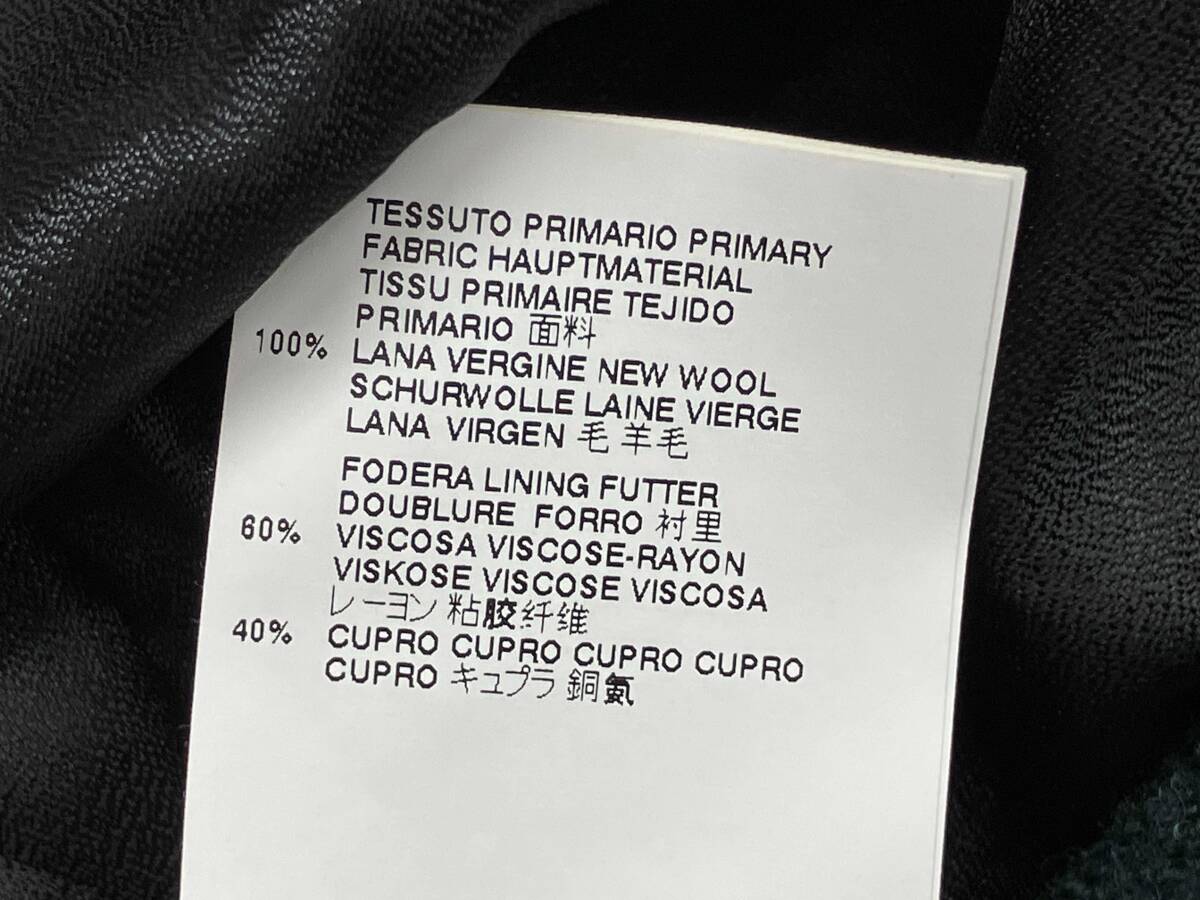 TESSUTO PRIMARIO PRIMARY
FABRIC HAUPTMATERIAL
TISSU PRIMAIRE TEJIDO
PRIMARIO 面料
100% LANA VERGINE NEW WOOL
SCHURWOLLE LAINE VIERGE
LANA VIRGEN 毛 羊毛
FODERA LINING FUTTER
DOUBLURE FORRO 衬里
60% VISCOSA VISCOSE-RAYON
VISKOSE VISCOSE VISCOSA
レーヨン 粘胶纤维
40% CUPRO CUPRO CUPRO CUPRO
CUPRO キュプラ 銅氨